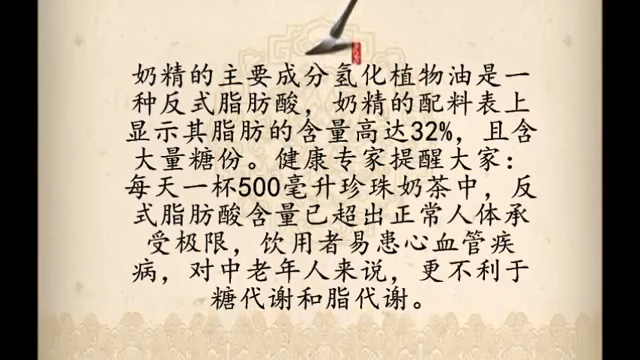 奶精的主要成分氢化植物油是一
种反式脂肪酸，奶精的配料表上
显示其脂肪的含量高达32%，且含
大量糖份。健康专家提醒大家：
每天一杯500毫升珍珠奶茶中，反
式脂肪酸含量已超出正常人体承
受极限，饮用者易患心血管疾
病，对中老年人来说，更不利于
糖代谢和脂代谢。